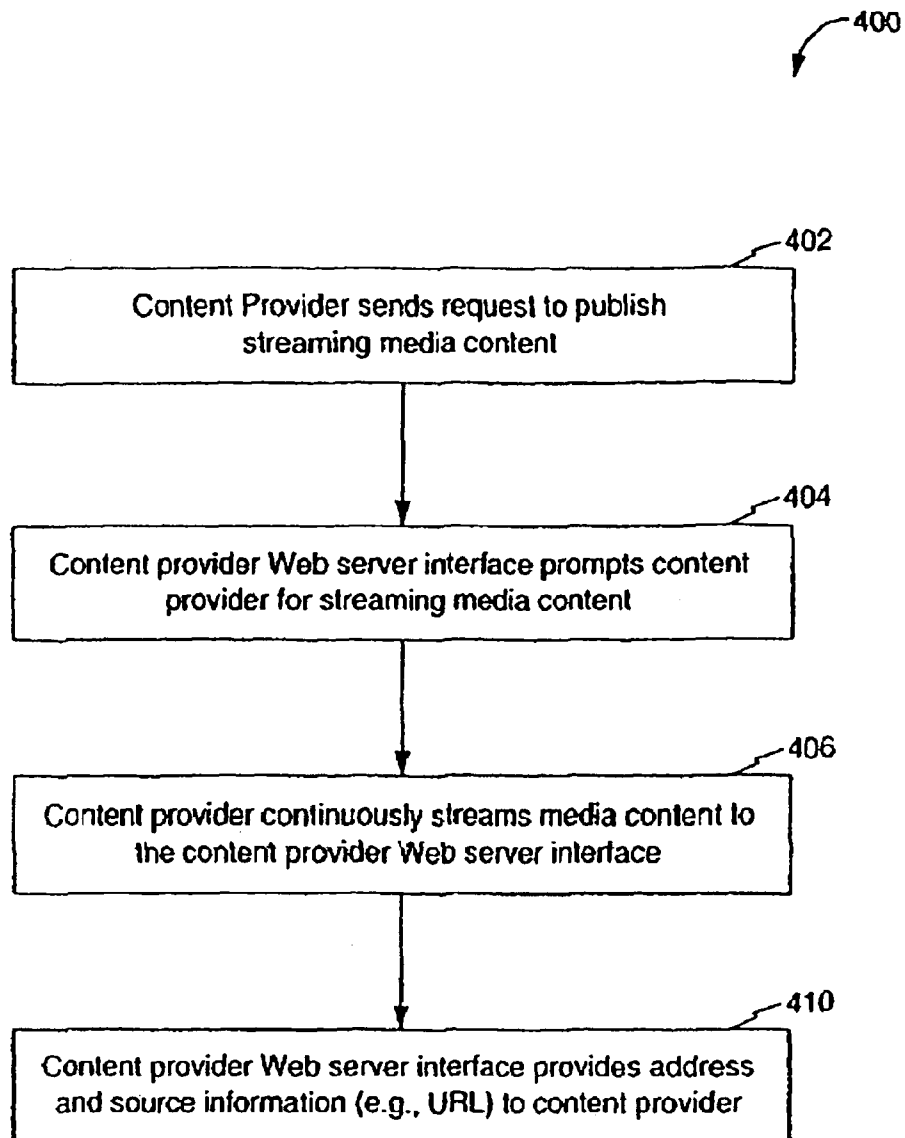 400
402
Content Provider sends request to publish
streaming media content
404
Content provider Web server interface prompts content
provider for streaming media content
406
Content provider continuously streams media content to
the content provider Web server interface
410
Content provider Web server interface provides address
and source information (e.g., URL) to content provider